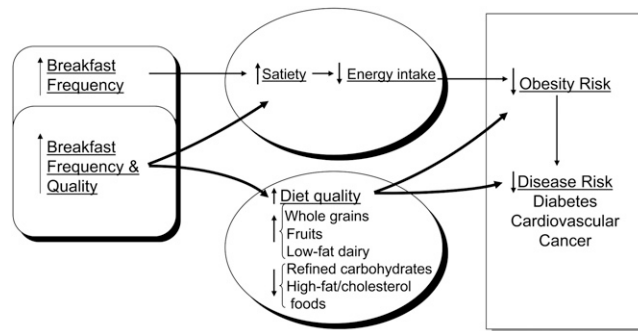 Breakfast
Frequency
Breakfast
Frequency &
Quality
Satiety
Energy intake
Diet quality
Whole grains
Fruits
Low-fat dairy
Refined carbohydrates
High-fat/cholesterol
foods
Obesity Risk
Disease Risk
Diabetes
Cardiovascular
Cancer